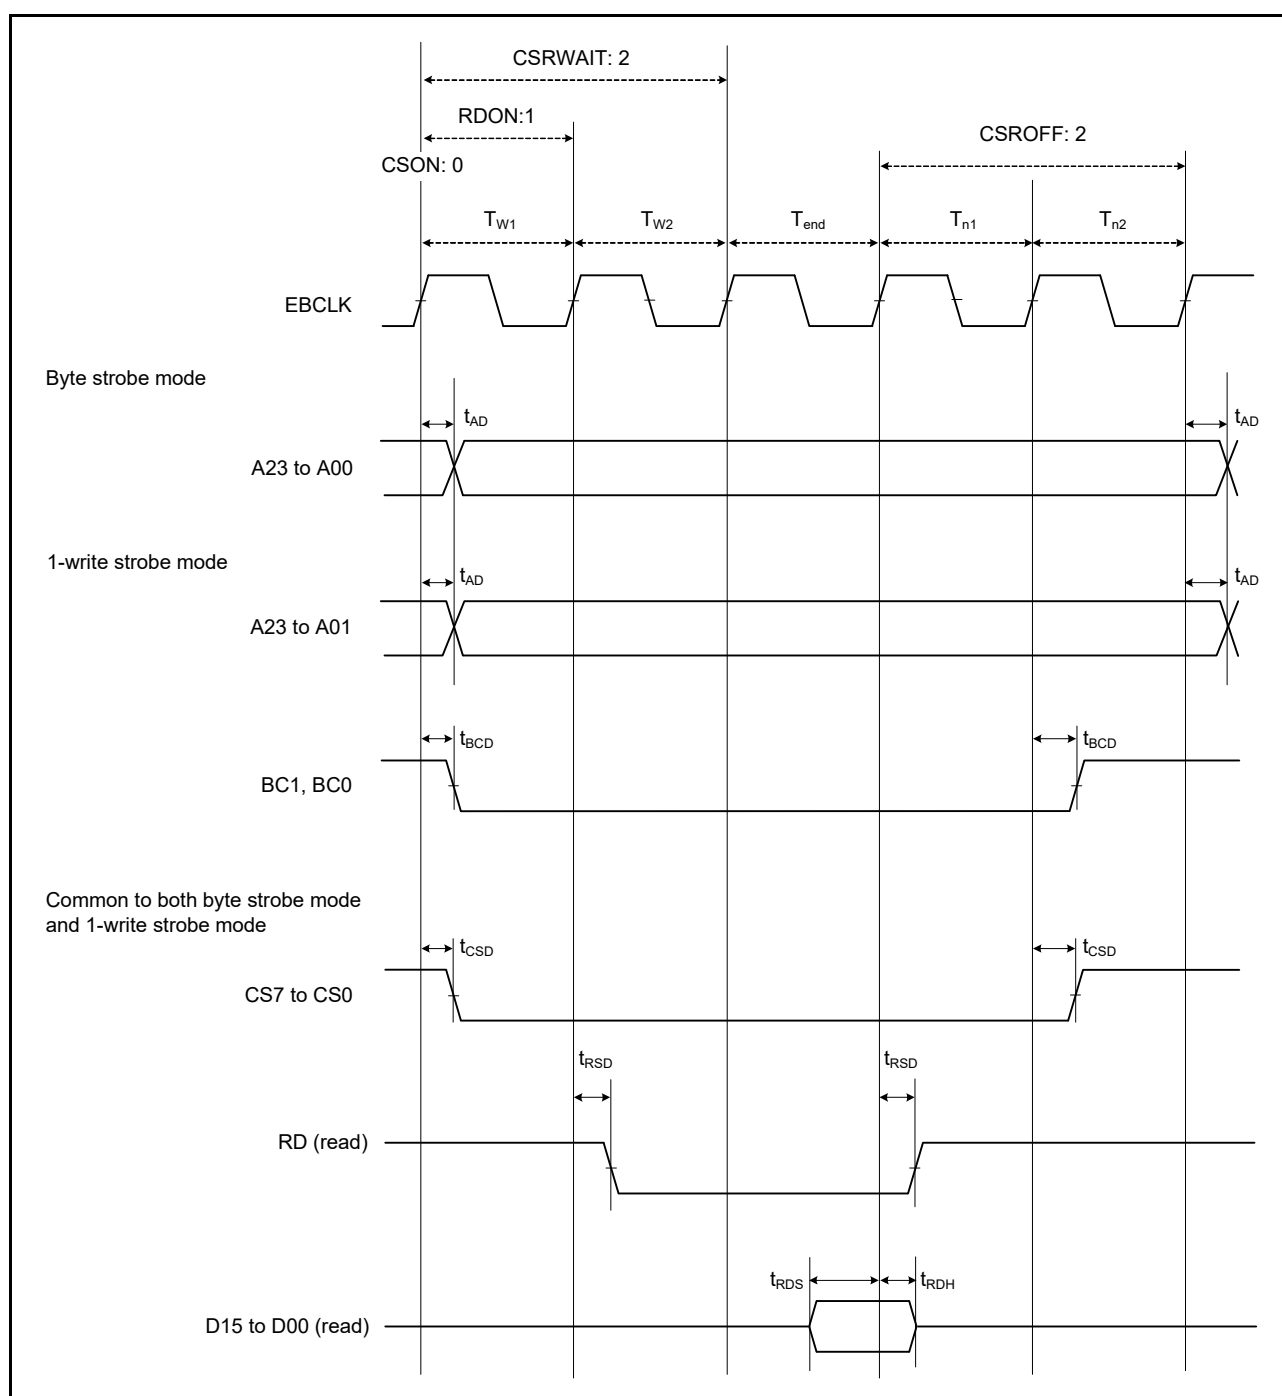 CSRWAIT: 2
RDON:1
CSROFF: 2
CSON: 0
TW1
TW2
Tend
Tn1
Tn2
EBCLK
Byte strobe mode
tAD
tAD
A23 to A00
1-write strobe mode
tAD
tAD
A23 to A01
tBCD
tBCD
BC1, BC0
Common to both byte strobe mode
and 1-write strobe mode
tCSD
tCSD
CS7 to CS0
tRSD
tRSD
RD (read)
tRDS
tRDH
D15 to D00 (read)